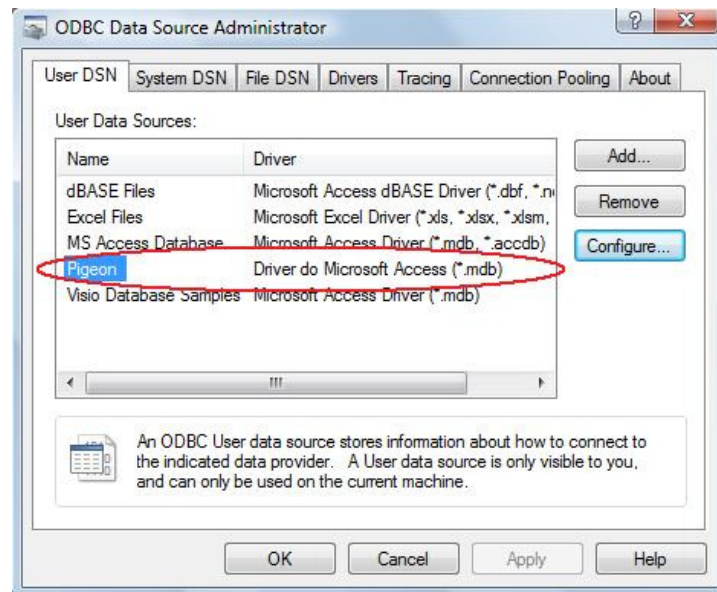 ODBC Data Source Administrator
User DSN System DSN File DSN Drivers Tracing Connection Pooling About
User Data Sources:
Name Driver
Add...
dBASE Files Microsoft Access dBASE Driver (*.dbf, *.n
Remove
Excel Files Microsoft Excel Driver (*.xls, *.xlsx, *.xlsm,
MS Access Database Microsoft Access Driver (*.mdb, *.accdb)
Configure...
Pigeon Driver do Microsoft Access (*.mdb)
Visio Database Samples Microsoft Access Driver (*.mdb)
An ODBC User data source stores information about how to connect to
the indicated data provider. A User data source is only visible to you,
and can only be used on the current machine.
OK Cancel Apply Help